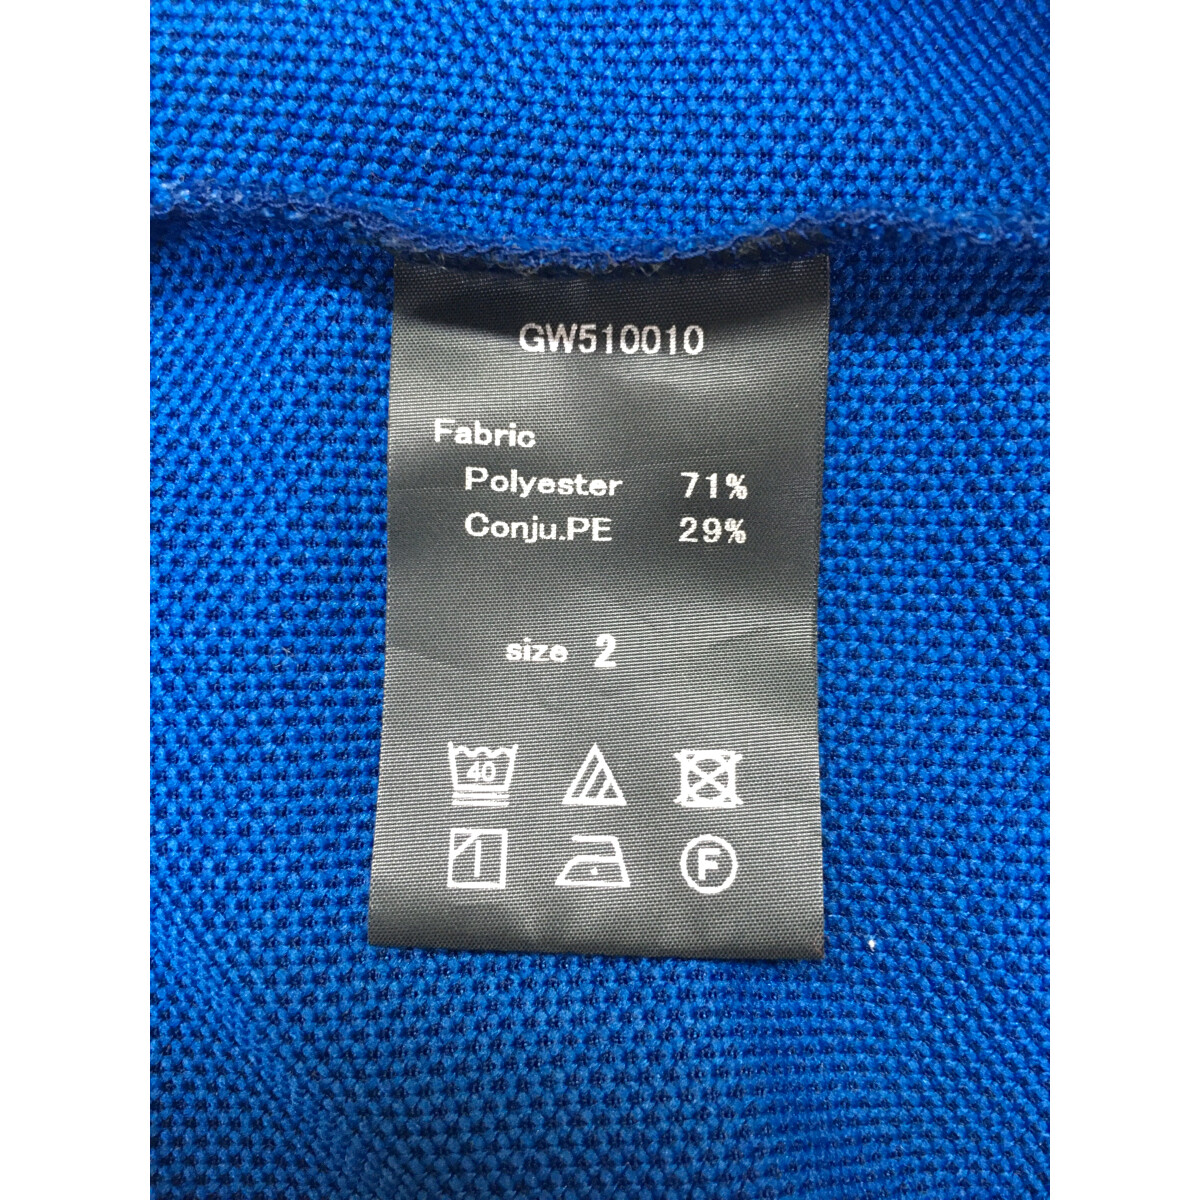 GW510010
Fabric
Polyester 71%
Conju.PE 29%
size 2
40
F